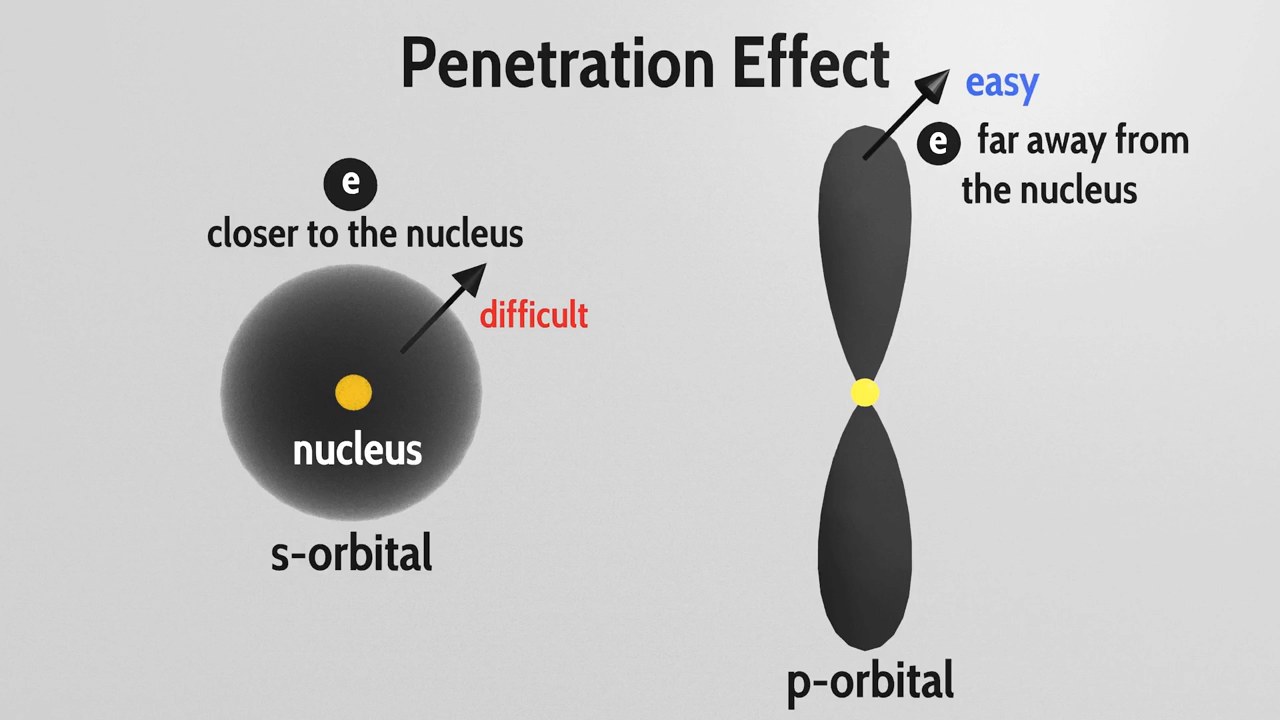 Penetration Effect
easy
e far away from
the nucleus
e
closer to the nucleus
difficult
nucleus
s-orbital
p-orbital